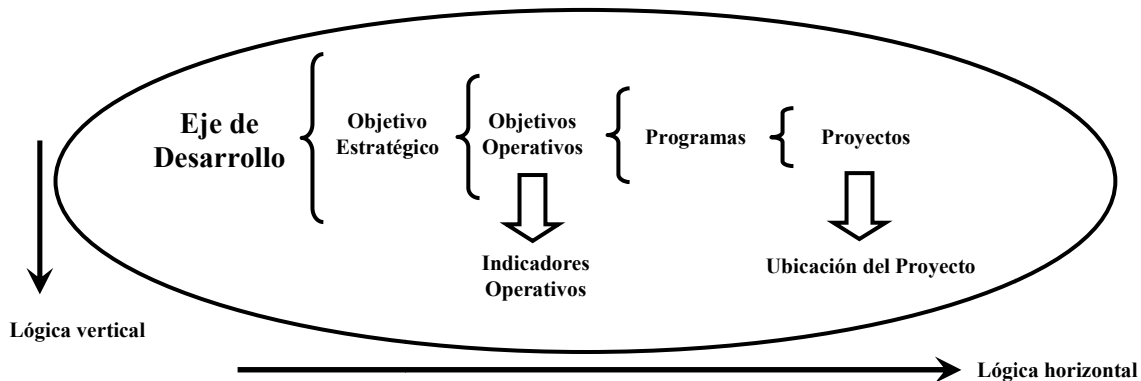 Eje de
Desarrollo
Objetivo
Estratégico
Objetivos
Operativos
Programas
Proyectos
Indicadores
Operativos
Ubicación del Proyecto
Lógica vertical
Lógica horizontal